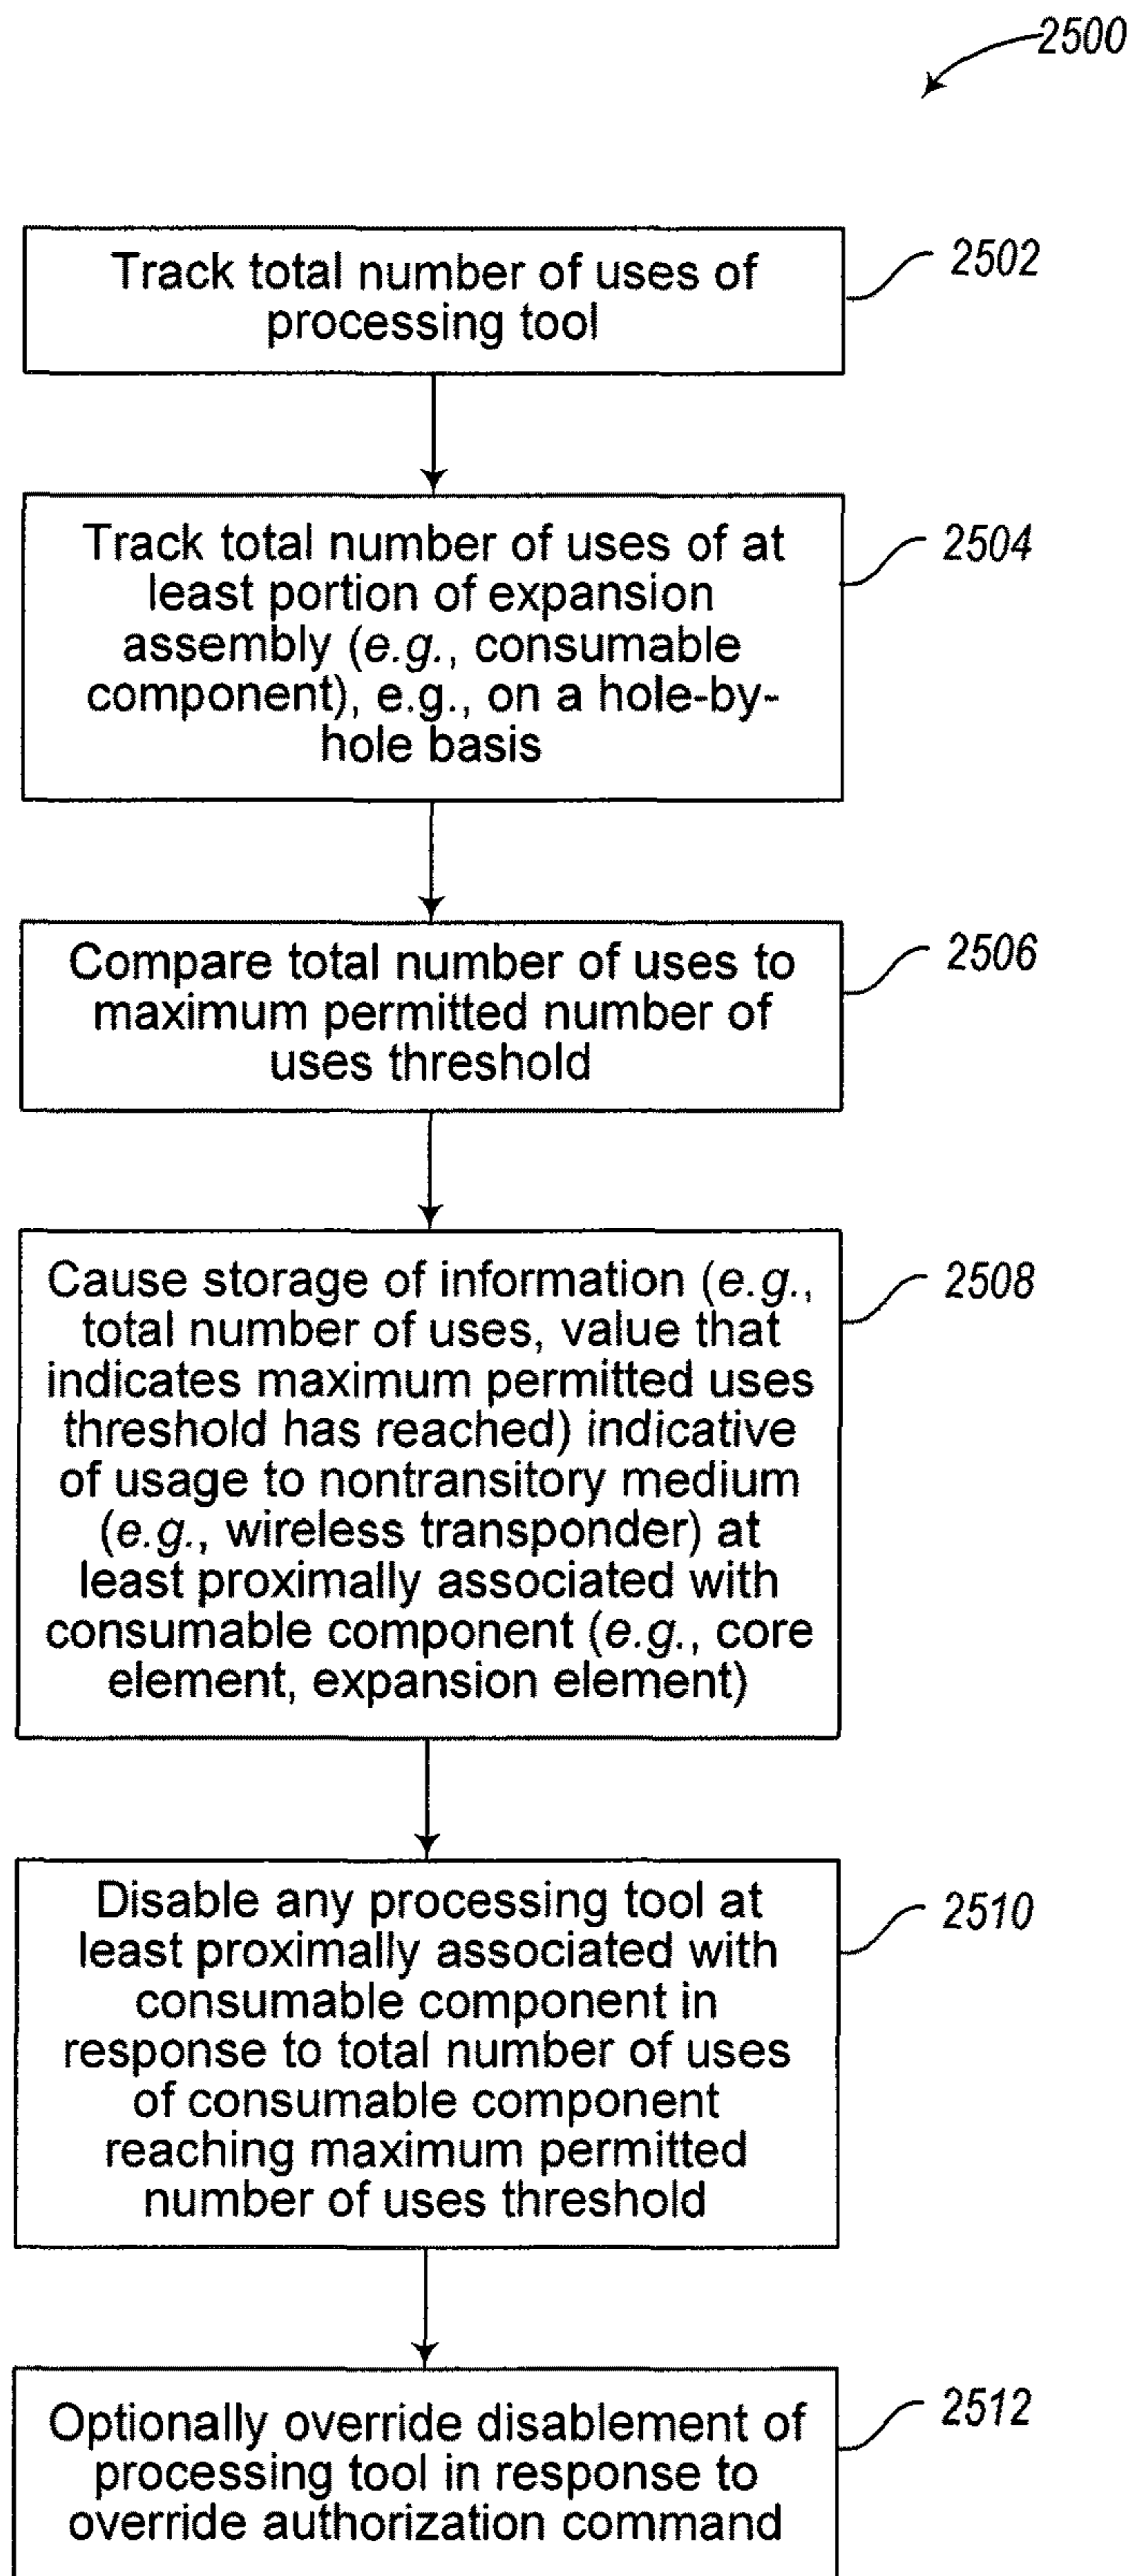 2500
Track total number of uses of
processing tool
2502
Track total number of uses of at
least portion of expansion
assembly (e.g., consumable
component), e.g., on a hole-by-
hole basis
2504
Compare total number of uses to
maximum permitted number of
uses threshold
2506
Cause storage of information (e.g.,
total number of uses, value that
indicates maximum permitted uses
threshold has reached) indicative
of usage to nontransitory medium
(e.g., wireless transponder) at
least proximally associated with
consumable component (e.g., core
element, expansion element)
2508
Disable any processing tool at
least proximally associated with
consumable component in
response to total number of uses
of consumable component
reaching maximum permitted
number of uses threshold
2510
Optionally override disablement of
processing tool in response to
override authorization command
2512